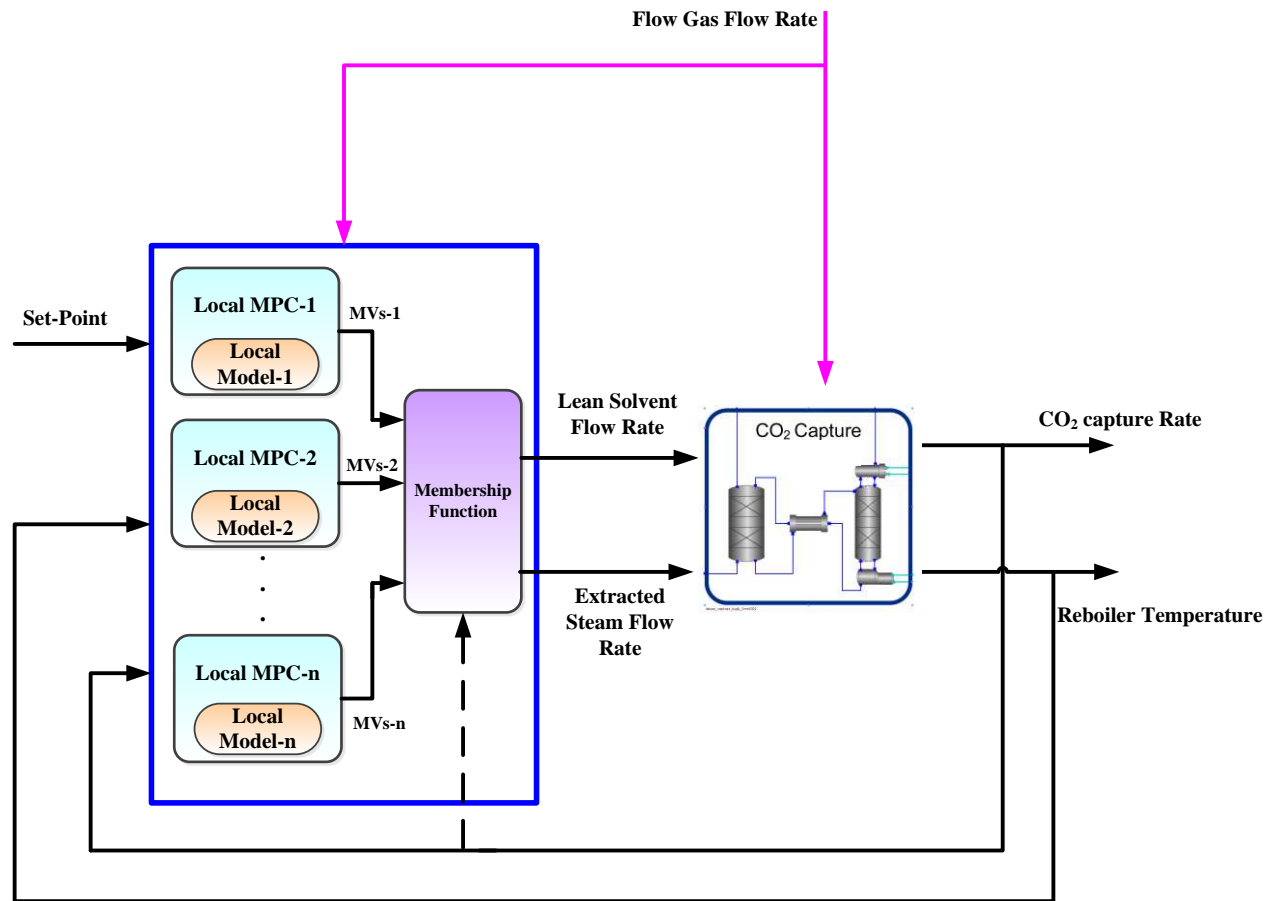 Flow Gas Flow Rate
Set-Point
Local MPC-1
Local
Model-1
MVs-1
Local MPC-2
Local
Model-2
MVs-2
Local MPC-n
Local
Model-n
MVs-n
Membership
Function
Lean Solvent
Flow Rate
Extracted
Steam Flow
Rate
CO₂ Capture
CO₂ capture Rate
Reboiler Temperature